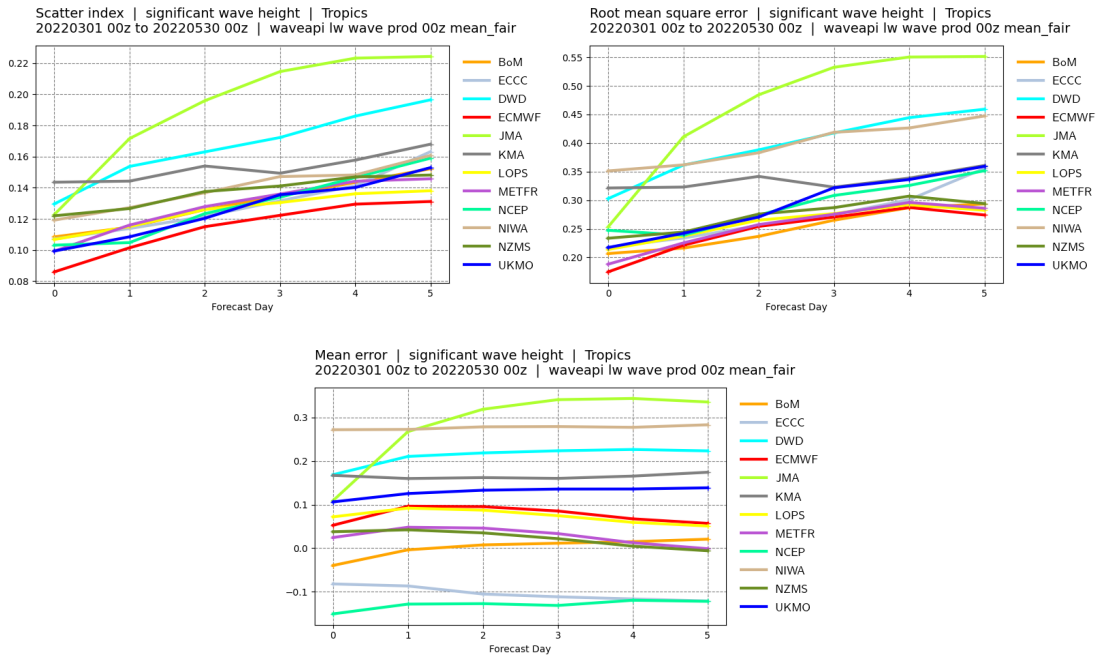 Scatter index | significant wave height | Tropics
20220301 00z to 20220530 00z | waveapi lw wave prod 00z mean_fair
0.22
0.20
0.18
0.16
0.14
0.12
0.10
0.08
0 1 2 3 4 5
Forecast Day
BoM
ECCC
DWD
ECMWF
JMA
KMA
LOPS
METFR
NCEP
NIWA
NZMS
UKMO
Root mean square error | significant wave height | Tropics
20220301 00z to 20220530 00z | waveapi lw wave prod 00z mean_fair
0.55
0.50
0.45
0.40
0.35
0.30
0.25
0.20
0 1 2 3 4 5
Forecast Day
BoM
ECCC
DWD
ECMWF
JMA
KMA
LOPS
METFR
NCEP
NIWA
NZMS
UKMO
Mean error | significant wave height | Tropics
20220301 00z to 20220530 00z | waveapi lw wave prod 00z mean_fair
0.3
0.2
0.1
0.0
−0.1
0 1 2 3 4 5
Forecast Day
BoM
ECCC
DWD
ECMWF
JMA
KMA
LOPS
METFR
NCEP
NIWA
NZMS
UKMO